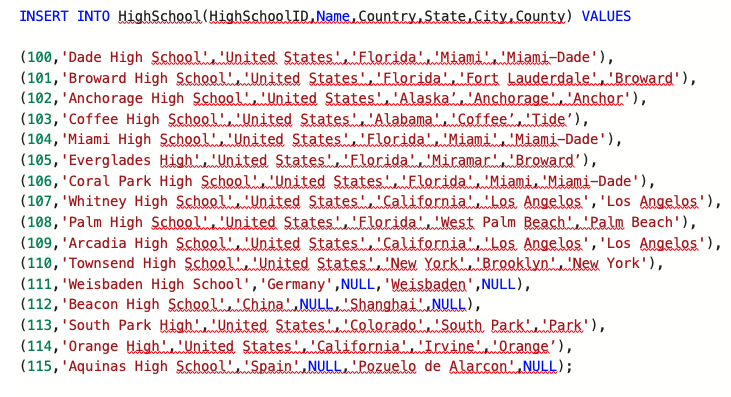 INSERT INTO HighSchool(HighSchoolID,Name,Country,State,City,County) VALUES
(100,'Dade High School','United States','Florida','Miami','Miami-Dade'),
(101,'Broward High School','United States','Florida','Fort Lauderdale','Broward'),
(102,'Anchorage High School','United States','Alaska’,'Anchorage','Anchor'),
(103,'Coffee High School','United States','Alabama','Coffee’,'Tide’),
(104,'Miami High School','United States','Florida','Miami','Miami-Dade'),
(105,'Everglades High','United States','Florida','Miramar','Broward’),
(106,'Coral Park High School','United States','Florida','Miami,'Miami-Dade'),
(107,'Whitney High School','United States','California','Los Angelos','Los Angelos'),
(108,'Palm High School','United States','Florida','West Palm Beach','Palm Beach'),
(109,'Arcadia High School','United States','California','Los Angelos','Los Angelos'),
(110,'Townsend High School','United States','New York','Brooklyn','New York'),
(111,'Weisbaden High School','Germany',NULL,'Weisbaden',NULL),
(112,'Beacon High School','China',NULL,'Shanghai',NULL),
(113,'South Park High','United States','Colorado','South Park','Park'),
(114,'Orange High','United States','California','Irvine','Orange’),
(115,'Aquinas High School','Spain',NULL,'Pozuelo de Alarcon',NULL);